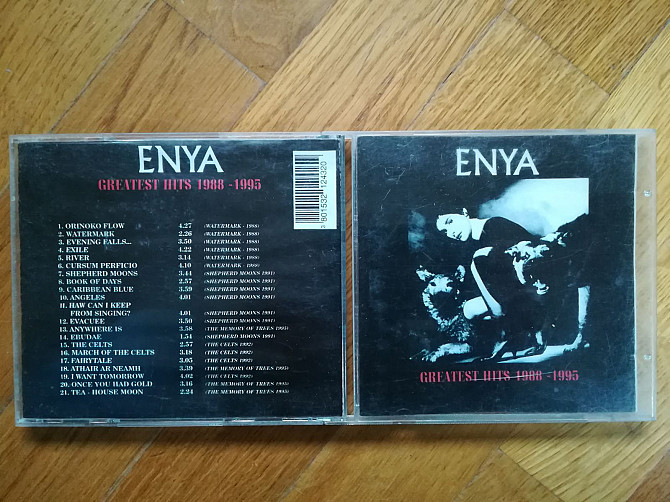 ENYA
GREATEST HITS 1988 -1995
1. ORINOKO FLOW 4.27 (WATERMARK - 1988)
2. WATERMARK 2.26 (WATERMARK - 1988)
3. EVENING FALLS... 3.50 (WATERMARK - 1988)
4. EXILE 4.22 (WATERMARK - 1988)
5. RIVER 3.14 (WATERMARK - 1988)
6. CURSUM PERFICIO 4.10 (WATERMARK - 1988)
7. SHEPHERD MOONS 3.44 (SHEPHERD MOONS 1991)
8. BOOK OF DAYS 2.57 (SHEPHERD MOONS 1991)
9. CARIBBEAN BLUE 3.59 (SHEPHERD MOONS 1991)
10. ANGELES 4.01 (SHEPHERD MOONS 1991)
11. HAW CAN I KEEP
FROM SINGING? 4.01 (SHEPHERD MOONS 1991)
12. EVACUEE 3.50 (SHEPHERD MOONS 1991)
13. ANYWHERE IS 2.58 (THE MEMORY OF TREES 1995)
14. EBUDAE 1.54 (SHEPHERD MOONS 1991)
15. THE CELTS 2.57 (THE CELTS 1992)
16. MARCH OF THE CELTS 3.18 (THE CELTS 1992)
17. FAIRYTALE 3.05 (THE CELTS 1992)
18. ATHAIR AR NEAMH 3.39 (THE MEMORY OF TREES 1995)
19. I WANT TOMORROW 4.02 (THE CELTS 1992)
20. ONCE YOU HAD GOLD 3.16 (THE MEMORY OF TREES 1995)
21. TEA - HOUSE MOON 2.24 (THE MEMORY OF TREES 1995)
5 601532 124320
ENYA
GREATEST HITS 1988 -1995